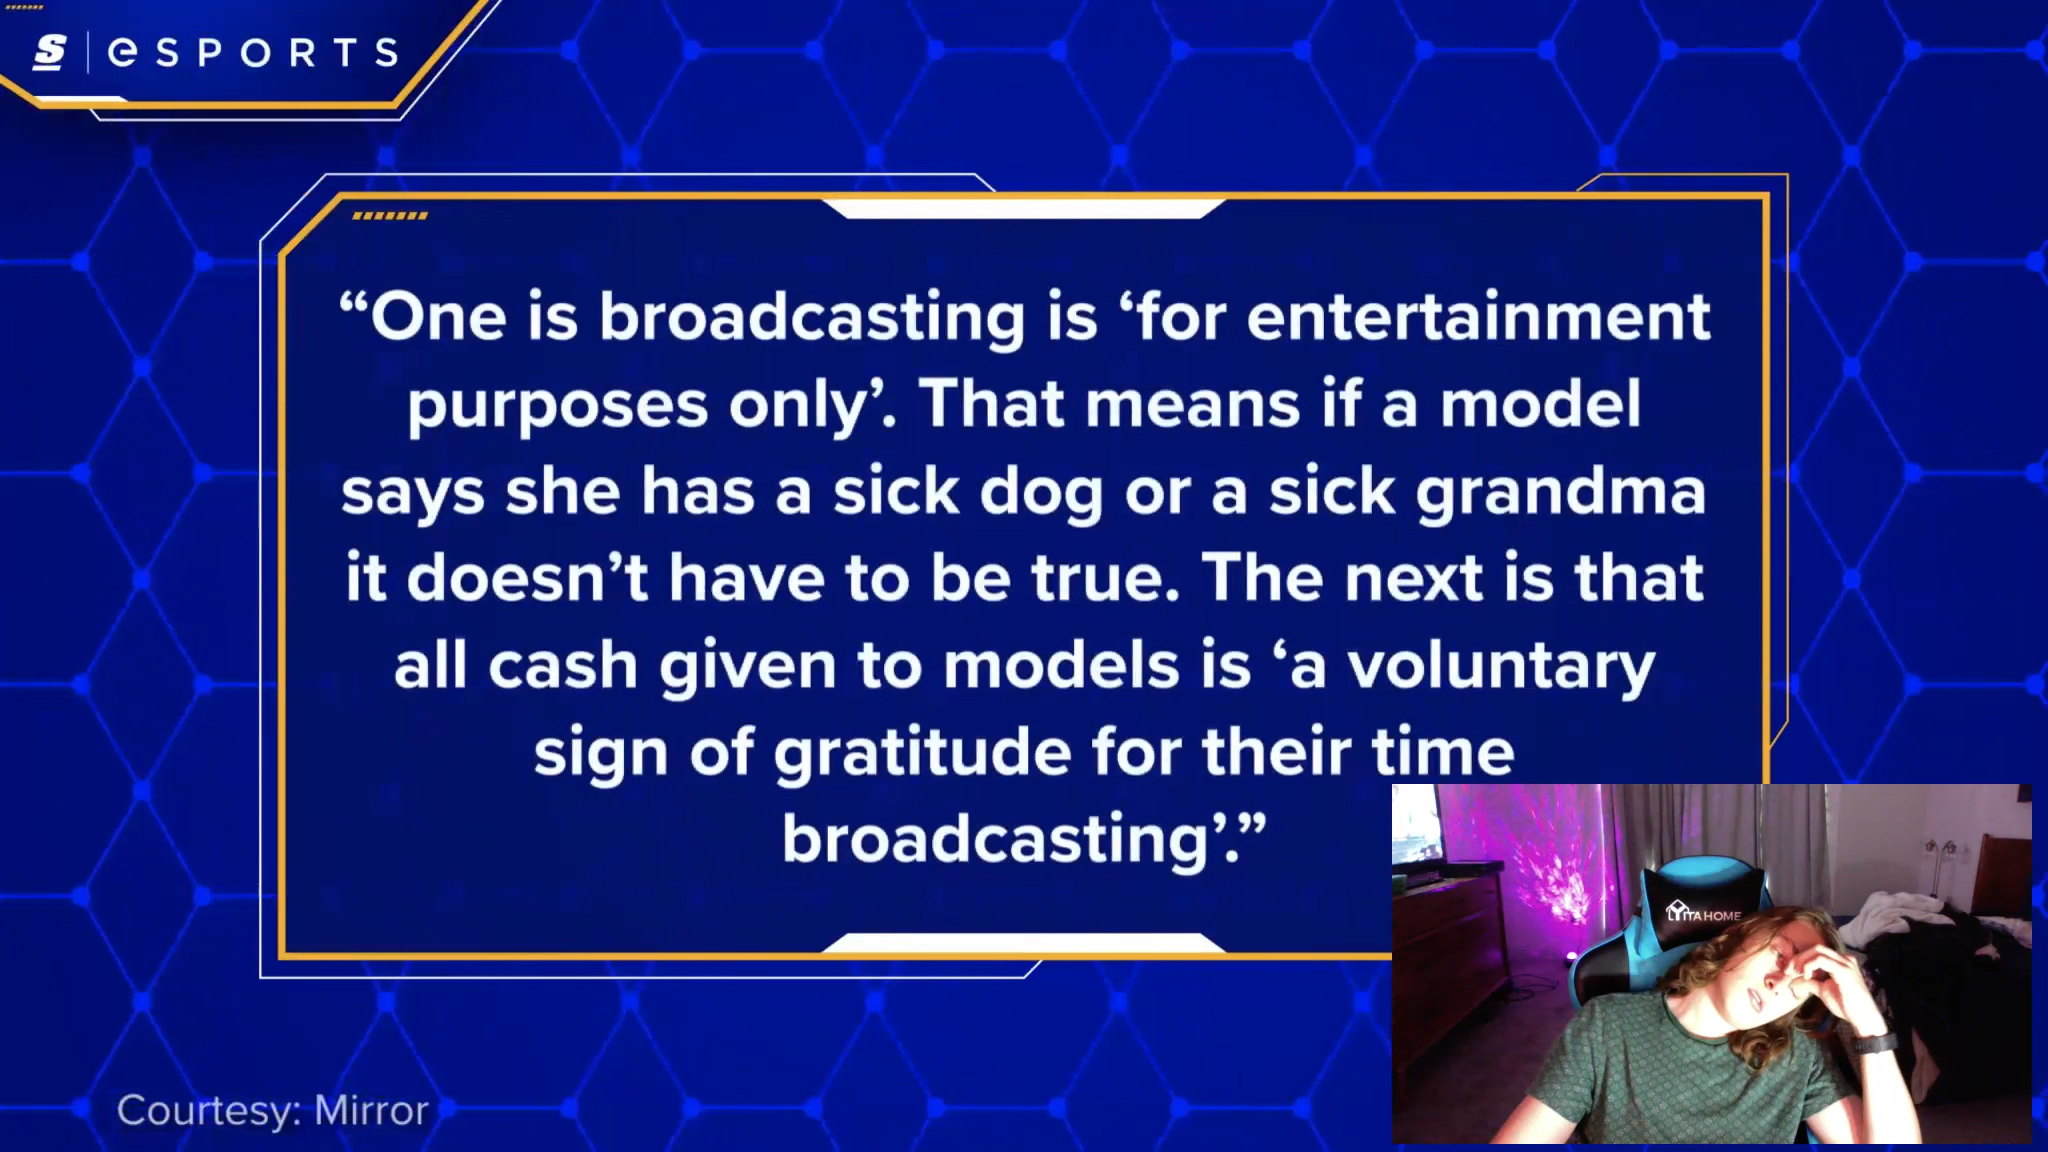 S | eSPORTS
“One is broadcasting is ‘for entertainment
purposes only’. That means if a model
says she has a sick dog or a sick grandma
it doesn’t have to be true. The next is that
all cash given to models is ‘a voluntary
sign of gratitude for their time
broadcasting’.”
YITAHOME
Courtesy: Mirror